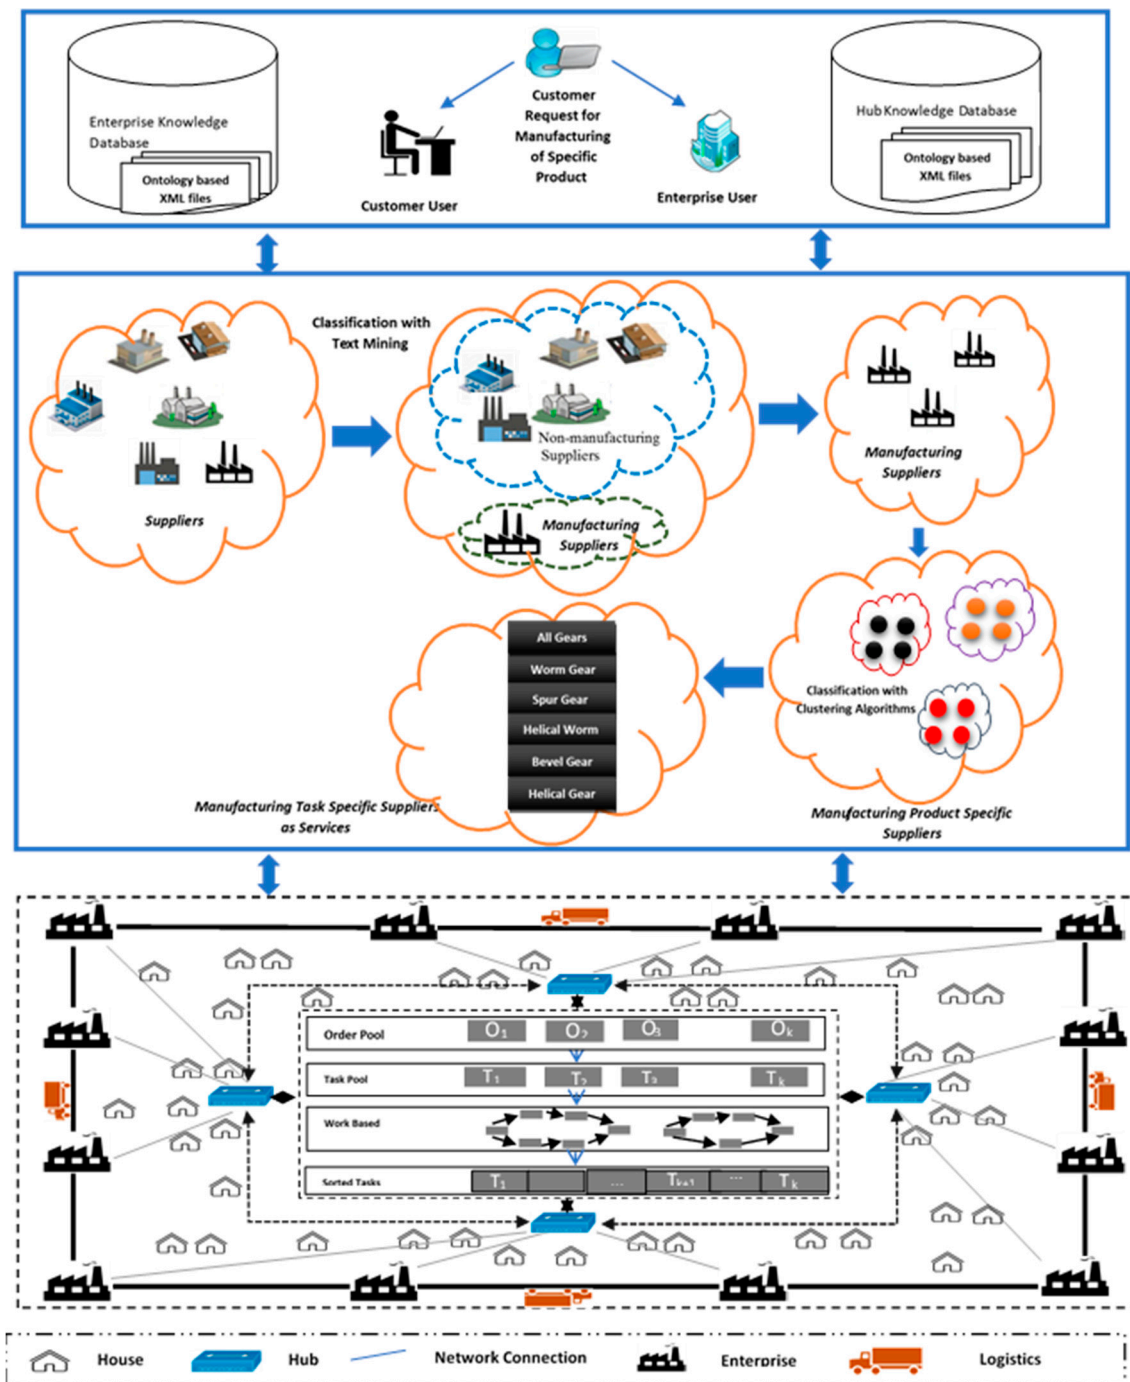 Enterprise Knowledge
Database
Ontology based
XML files
Customer
Request for
Manufacturing
of Specific
Product
Customer User
Enterprise User
Hub Knowledge Database
Ontology based
XML files
Suppliers
Classification with
Text Mining
Non-manufacturing
Suppliers
Manufacturing
Suppliers
Manufacturing
Suppliers
Classification with
Clustering Algorithms
Manufacturing Product Specific
Suppliers
All Gears
Worm Gear
Spur Gear
Helical Worm
Bevel Gear
Helical Gear
Manufacturing Task Specific Suppliers
as Services
Order Pool O1 O2 O3 Ok
Task Pool T1 T2 T3 Tk
Work Based
Sorted Tasks T1 ... Tk+1 ... Tk
House Hub Network Connection Enterprise Logistics